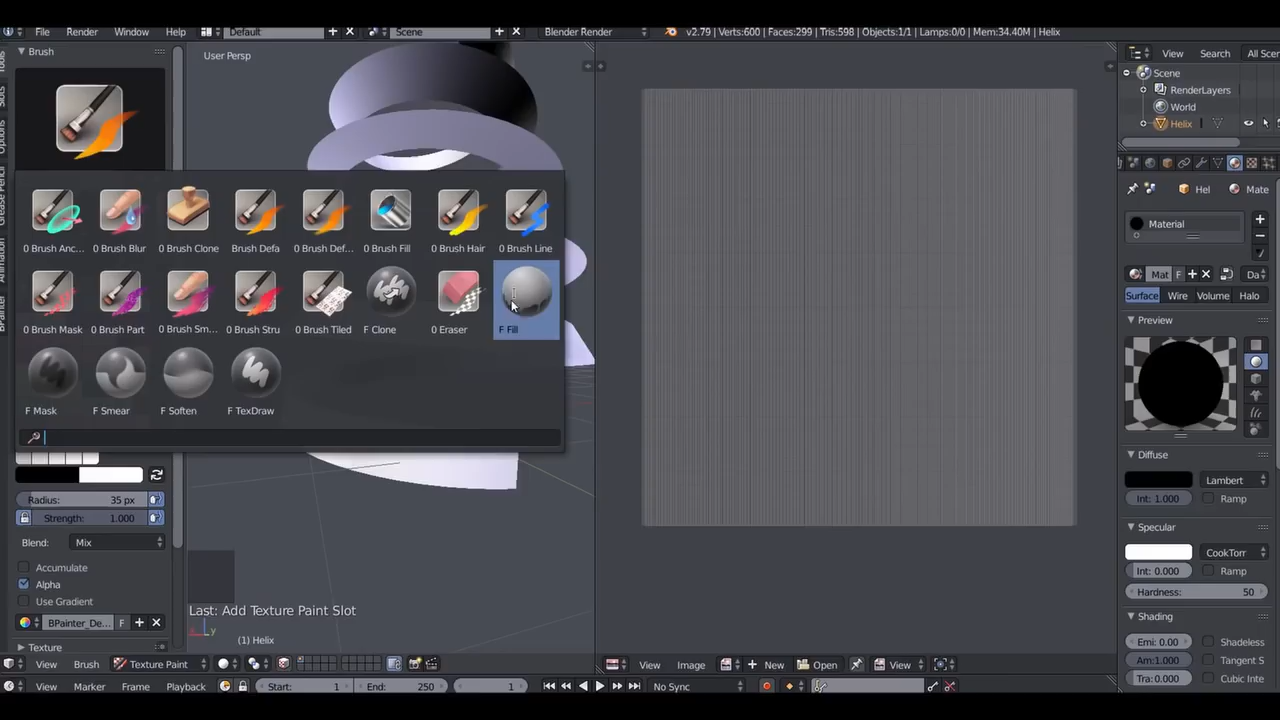 File Render Window Help Default Scene Blender Render v2.79 | Verts:600 | Faces:299 | Tris:598 | Objects:1/1 | Lamps:0/0 | Mem:34.40M | Helix
Brush
User Persp
View Search All Scen
Scene
RenderLayers
World
Helix
0 Brush Anc... 0 Brush Blur 0 Brush Clone Brush Defa 0 Brush Def... 0 Brush Fill 0 Brush Hair 0 Brush Line
Hel Mate
Material
Mat F Da
Surface Wire Volume Halo
0 Brush Mask 0 Brush Part 0 Brush Sm... 0 Brush Stru 0 Brush Tiled F Clone 0 Eraser F Fill
Preview
F Mask F Smear F Soften F TexDraw
Diffuse
Lambert
Int: 1.000 Ramp
Radius: 35 px
Strength: 1.000
Specular
Blend: Mix
CookTorr
Int: 0.000 Ramp
Hardness: 50
Accumulate
Alpha
Use Gradient
Last: Add Texture Paint Slot
Shading
BPainter_De... F
(1) Helix
Emi: 0.00 Shadeless
Texture
Am:1.000 Tangent S
View Brush Texture Paint View Image New Open View
Tra: 0.000 Cubic Inte
View Marker Frame Playback Start: 1 End: 250 1 No Sync
Tools
Slots
Options
Grease Pencil
Animation
BPainter